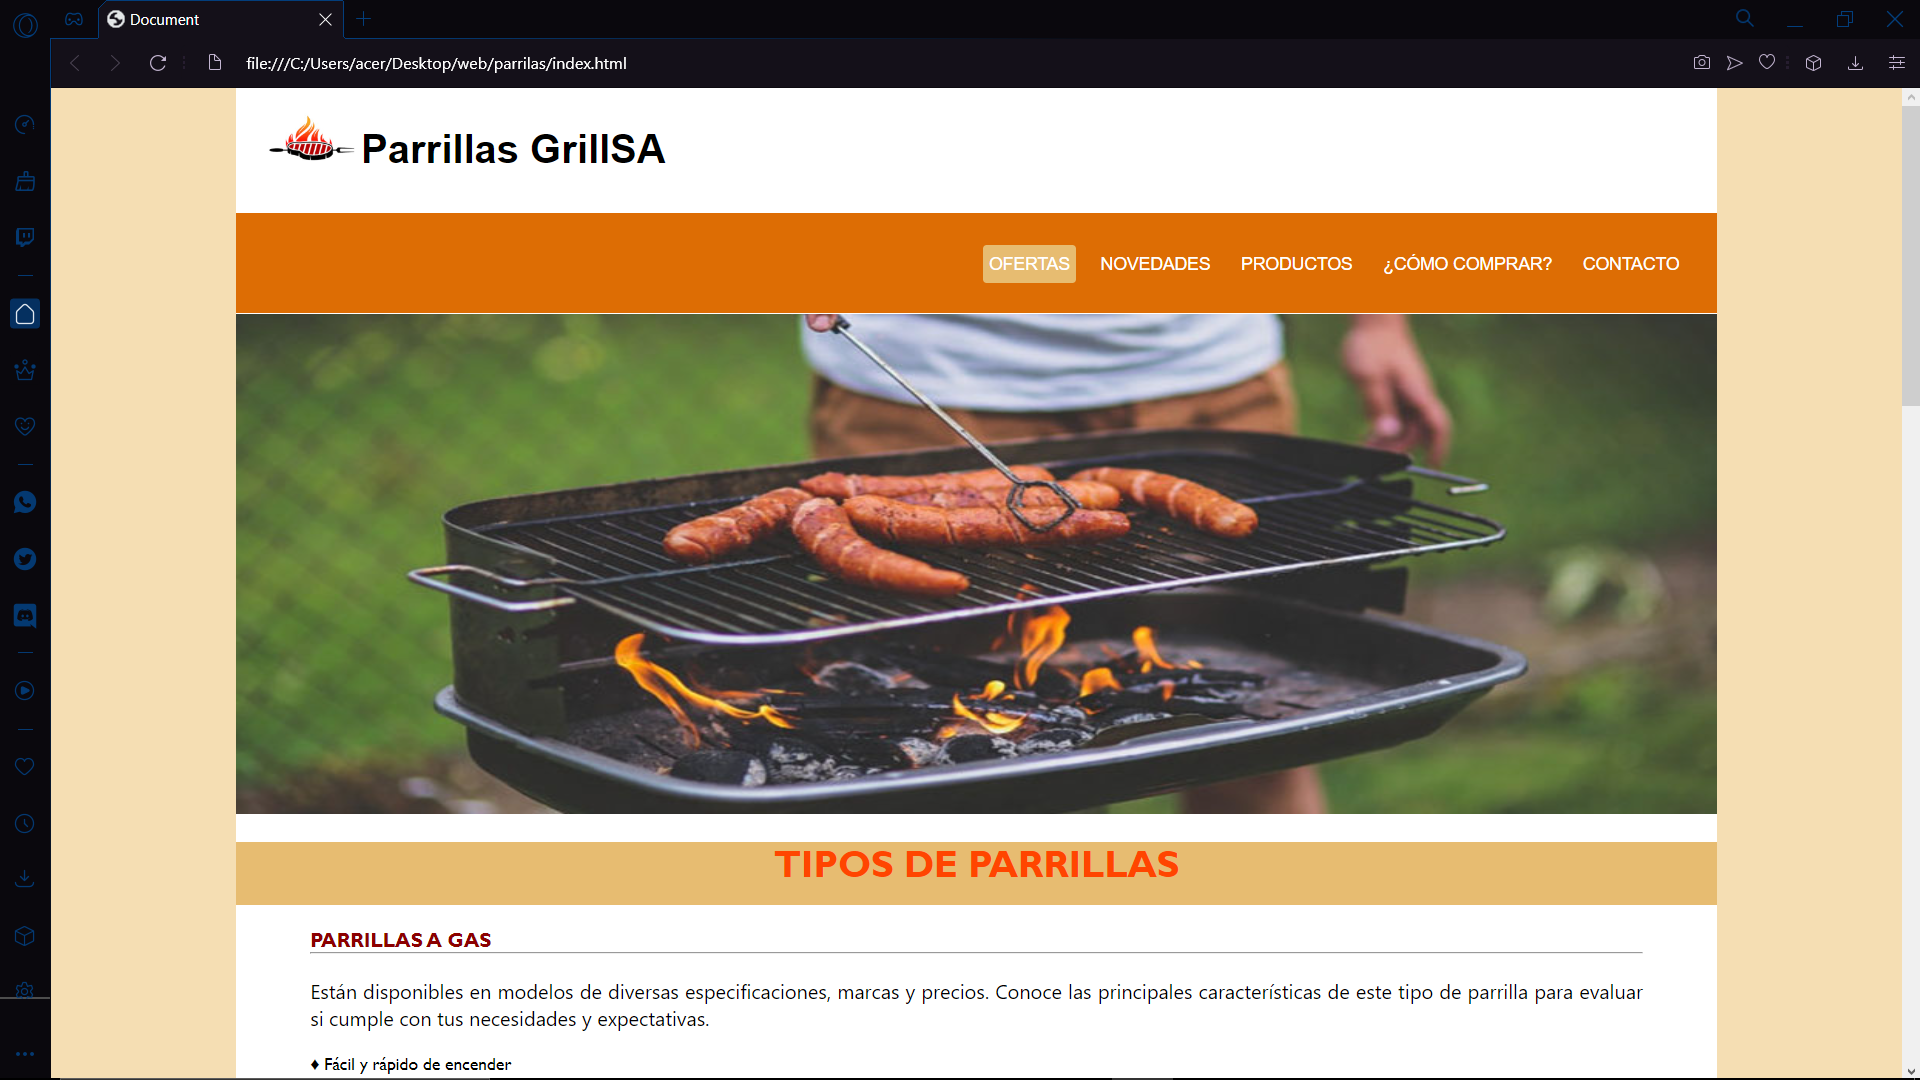 Document
file:///C:/Users/acer/Desktop/web/parrilas/index.html
Parrillas GrillSA
OFERTAS NOVEDADES PRODUCTOS ¿CÓMO COMPRAR? CONTACTO
TIPOS DE PARRILLAS
PARRILLAS A GAS
Están disponibles en modelos de diversas especificaciones, marcas y precios. Conoce las principales características de este tipo de parrilla para evaluar
si cumple con tus necesidades y expectativas.
♦ Fácil y rápido de encender